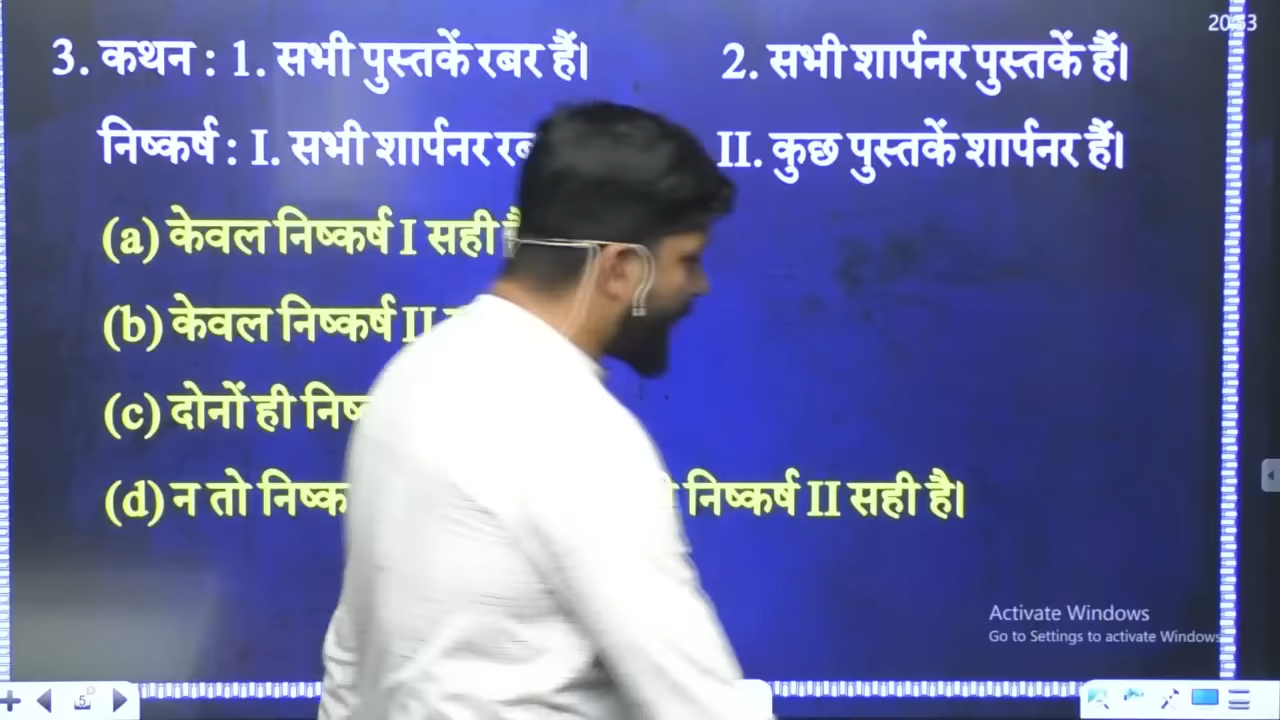 3. कथन : 1. सभी पुस्तकें रबर हैं। 2. सभी शार्पनर पुस्तकें हैं।
निष्कर्ष : I. सभी शार्पनर II. कुछ पुस्तकें शार्पनर हैं।
(a) केवल निष्कर्ष I सही
(b) केवल निष्कर्ष II
(c) दोनों ही
(d) न तो निष्कर्ष II सही है।
Activate Windows
Go to Settings to activate Windows
5